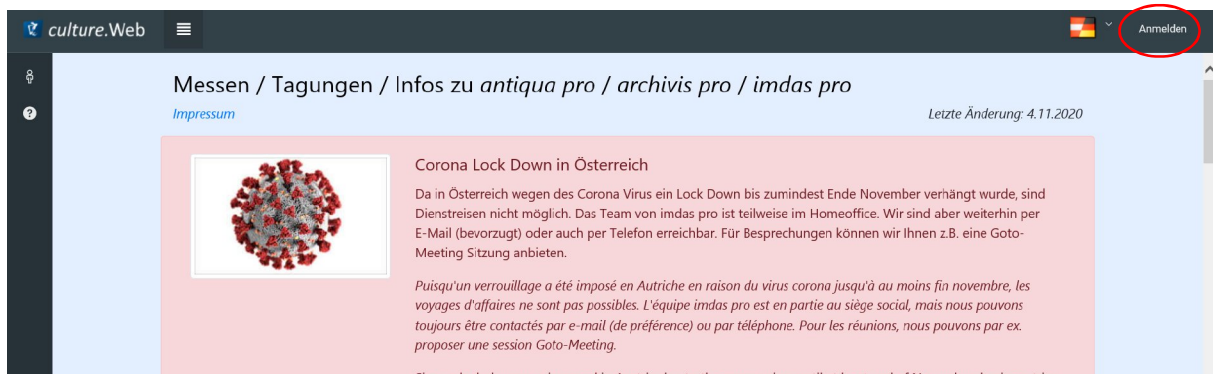 culture.Web
Anmelden
Messen / Tagungen / Infos zu antiqua pro / archivis pro / imdas pro
Impressum
Letzte Änderung: 4.11.2020
Corona Lock Down in Österreich
Da in Österreich wegen des Corona Virus ein Lock Down bis zumindest Ende November verhängt wurde, sind
Dienstreisen nicht möglich. Das Team von imdas pro ist teilweise im Homeoffice. Wir sind aber weiterhin per
E-Mail (bevorzugt) oder auch per Telefon erreichbar. Für Besprechungen können wir Ihnen z.B. eine Goto-
Meeting Sitzung anbieten.
Puisqu'un verrouillage a été imposé en Autriche en raison du virus corona jusqu'à au moins fin novembre, les
voyages d'affaires ne sont pas possibles. L'équipe imdas pro est en partie au siège social, mais nous pouvons
toujours être contactés par e-mail (de préférence) ou par téléphone. Pour les réunions, nous pouvons par ex.
proposer une session Goto-Meeting.